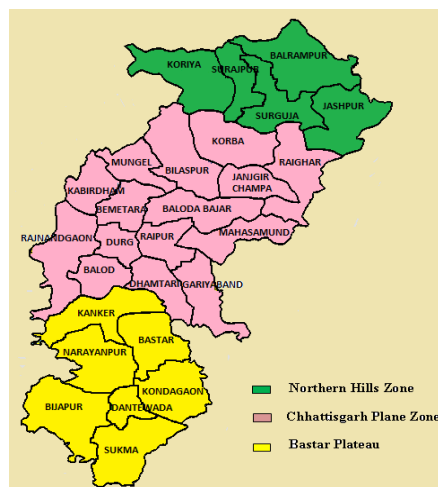 BALRAMPUR
KORIYA
SURAJPUR
JASHPUR
SURGUJA
KORBA
MUNGEL
RAIGHAR
BILASPUR
JANJGIR
CHAMPA
KABIRDHAM
BEMETARA
BALODA BAJAR
RAJNANDGAON
DURG
RAIPUR
MAHASAMUND
BALOD
DHAMTARI
GARIYABAND
KANKER
BASTAR
NARAYANPUR
KONDAGAON
BIJAPUR
DANTEWADA
SUKMA
Northern Hills Zone
Chhattisgarh Plane Zone
Bastar Plateau